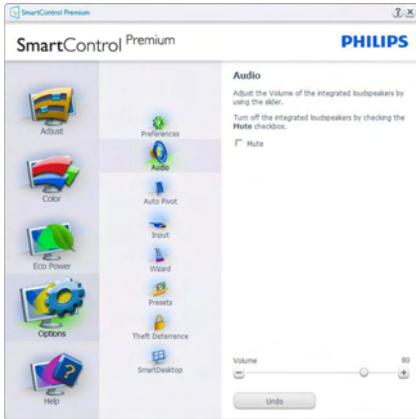 SmartControl Premium
SmartControl Premium
PHILIPS
Adjust
Color
Eco Power
Options
Help
Preferences
Audio
Auto Pivot
Input
Wizard
Presets
Theft Deterrence
SmartDesktop
Audio
Adjust the Volume of the integrated loudspeakers by
using the slider.
Turn off the integrated loudspeakers by checking the
Mute checkbox.
Mute
Volume 80
Undo